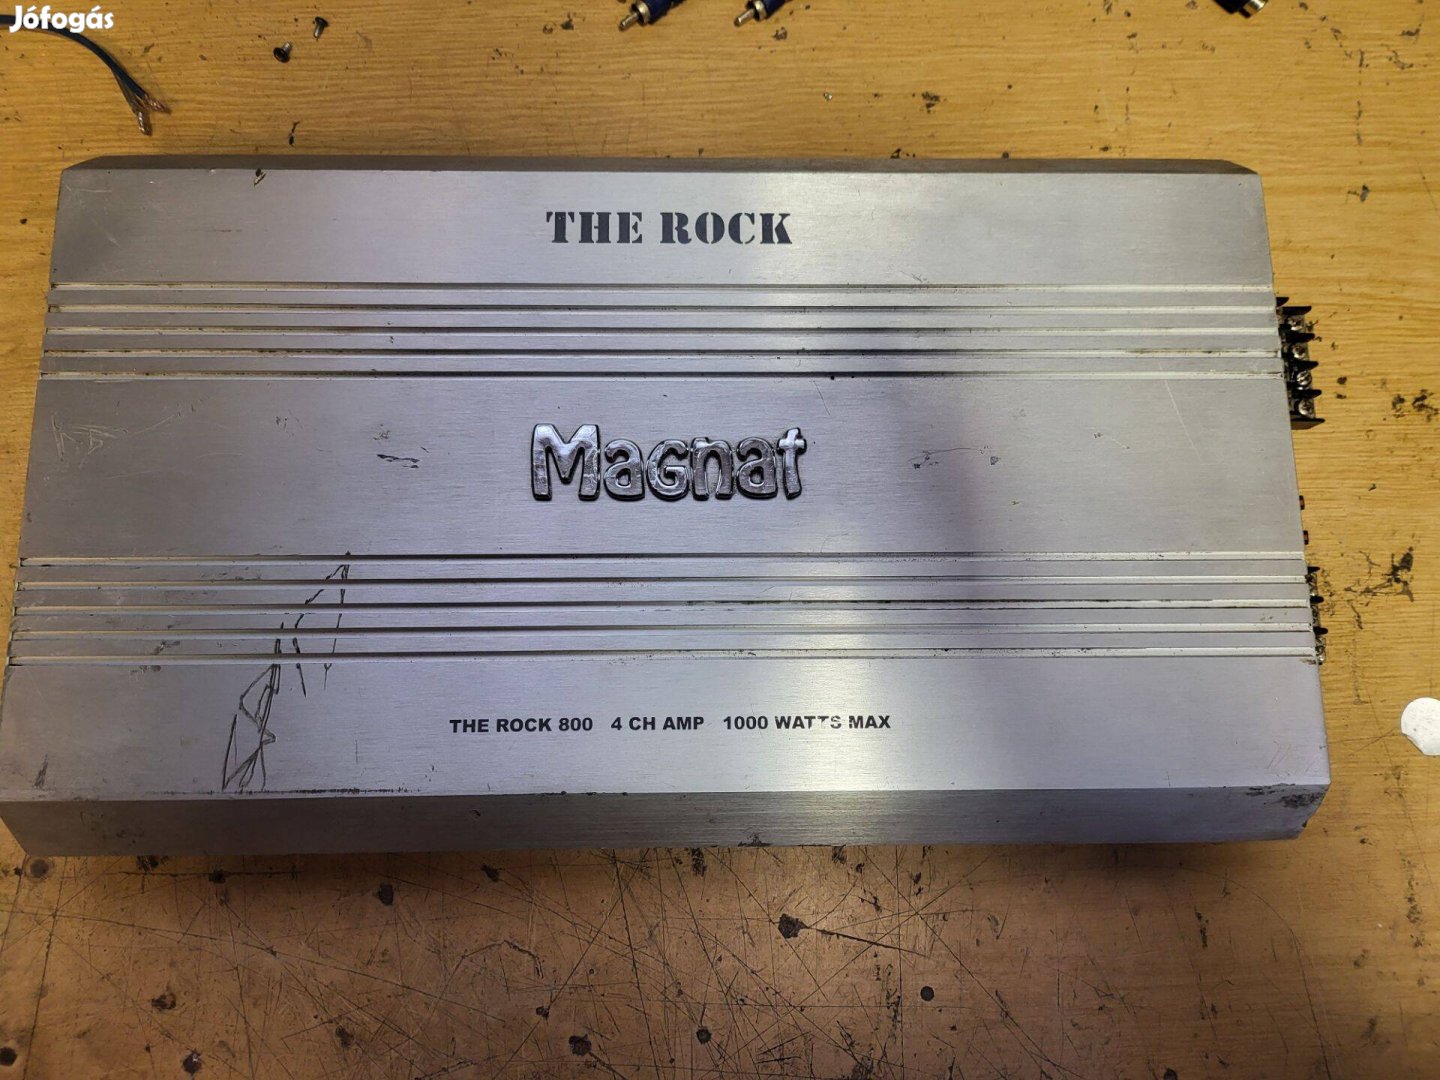 Jófogás
THE ROCK
Magnat
THE ROCK 800 4 CH AMP 1000 WATTS MAX